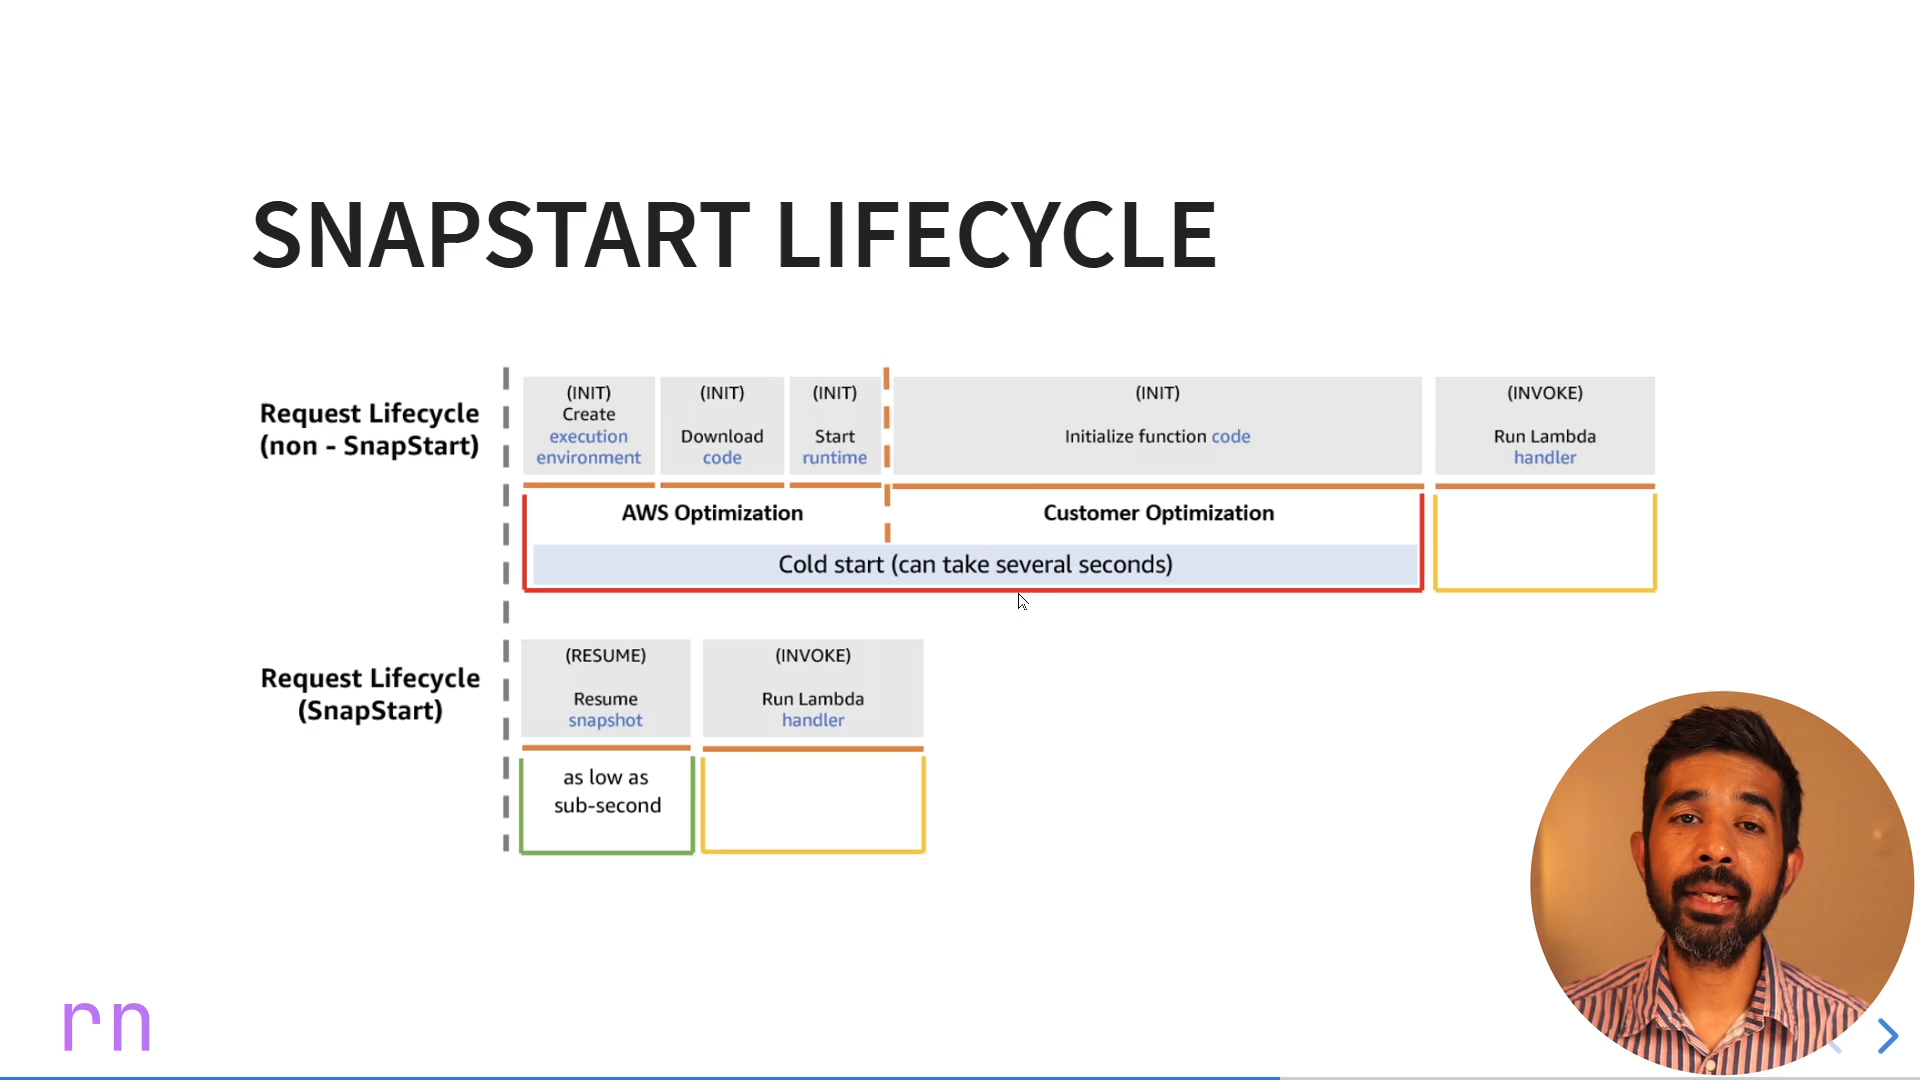 SNAPSTART LIFECYCLE
Request Lifecycle
(non - SnapStart)
(INIT)
Create
execution
environment
(INIT)
Download
code
(INIT)
Start
runtime
(INIT)
Initialize function code
(INVOKE)
Run Lambda
handler
AWS Optimization
Customer Optimization
Cold start (can take several seconds)
Request Lifecycle
(SnapStart)
(RESUME)
Resume
snapshot
(INVOKE)
Run Lambda
handler
as low as
sub-second
rn